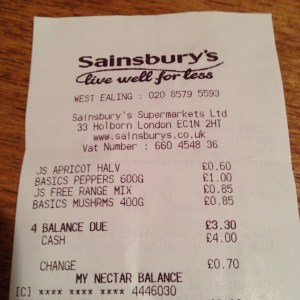 Sainsbury's
live well for less
WEST EALING : 020 8579 5593
Sainsbury's Supermarkets Ltd
33 Holborn London EC1N 2HT
www.sainsburys.co.uk
Vat Number : 660 4548 36
JS APRICOT HALV £0.60
BASICS PEPPERS 600G £1.00
JS FREE RANGE MIX £0.85
BASICS MUSHRMS 400G £0.85
4 BALANCE DUE £3.30
CASH £4.00
CHANGE £0.70
MY NECTAR BALANCE
[C] **** **** **** 4446030